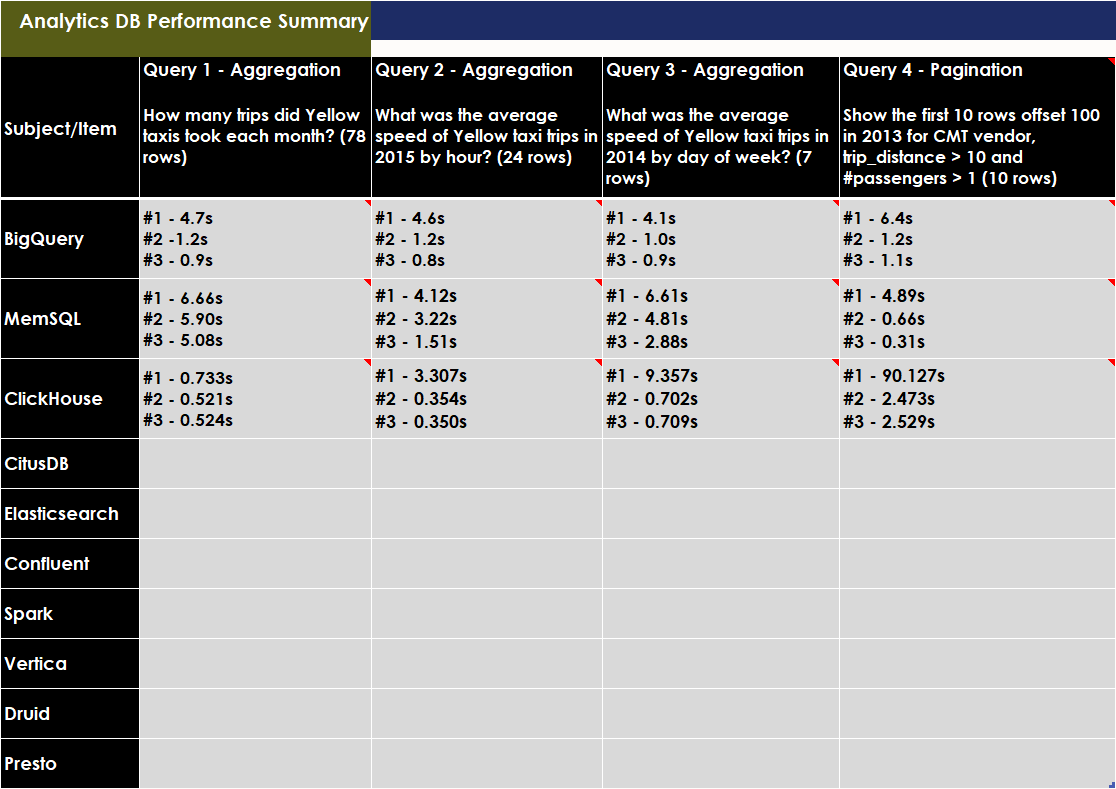 Analytics DB Performance Summary
Subject/Item
Query 1 - Aggregation
How many trips did Yellow
taxis took each month? (78
rows)
Query 2 - Aggregation
What was the average
speed of Yellow taxi trips in
2015 by hour? (24 rows)
Query 3 - Aggregation
What was the average
speed of Yellow taxi trips in
2014 by day of week? (7
rows)
Query 4 - Pagination
Show the first 10 rows offset 100
in 2013 for CMT vendor,
trip_distance > 10 and
#passengers > 1 (10 rows)
BigQuery
#1 - 4.7s
#2 -1.2s
#3 - 0.9s
#1 - 4.6s
#2 - 1.2s
#3 - 0.8s
#1 - 4.1s
#2 - 1.0s
#3 - 0.9s
#1 - 6.4s
#2 - 1.2s
#3 - 1.1s
MemSQL
#1 - 6.66s
#2 - 5.90s
#3 - 5.08s
#1 - 4.12s
#2 - 3.22s
#3 - 1.51s
#1 - 6.61s
#2 - 4.81s
#3 - 2.88s
#1 - 4.89s
#2 - 0.66s
#3 - 0.31s
ClickHouse
#1 - 0.733s
#2 - 0.521s
#3 - 0.524s
#1 - 3.307s
#2 - 0.354s
#3 - 0.350s
#1 - 9.357s
#2 - 0.702s
#3 - 0.709s
#1 - 90.127s
#2 - 2.473s
#3 - 2.529s
CitusDB
Elasticsearch
Confluent
Spark
Vertica
Druid
Presto